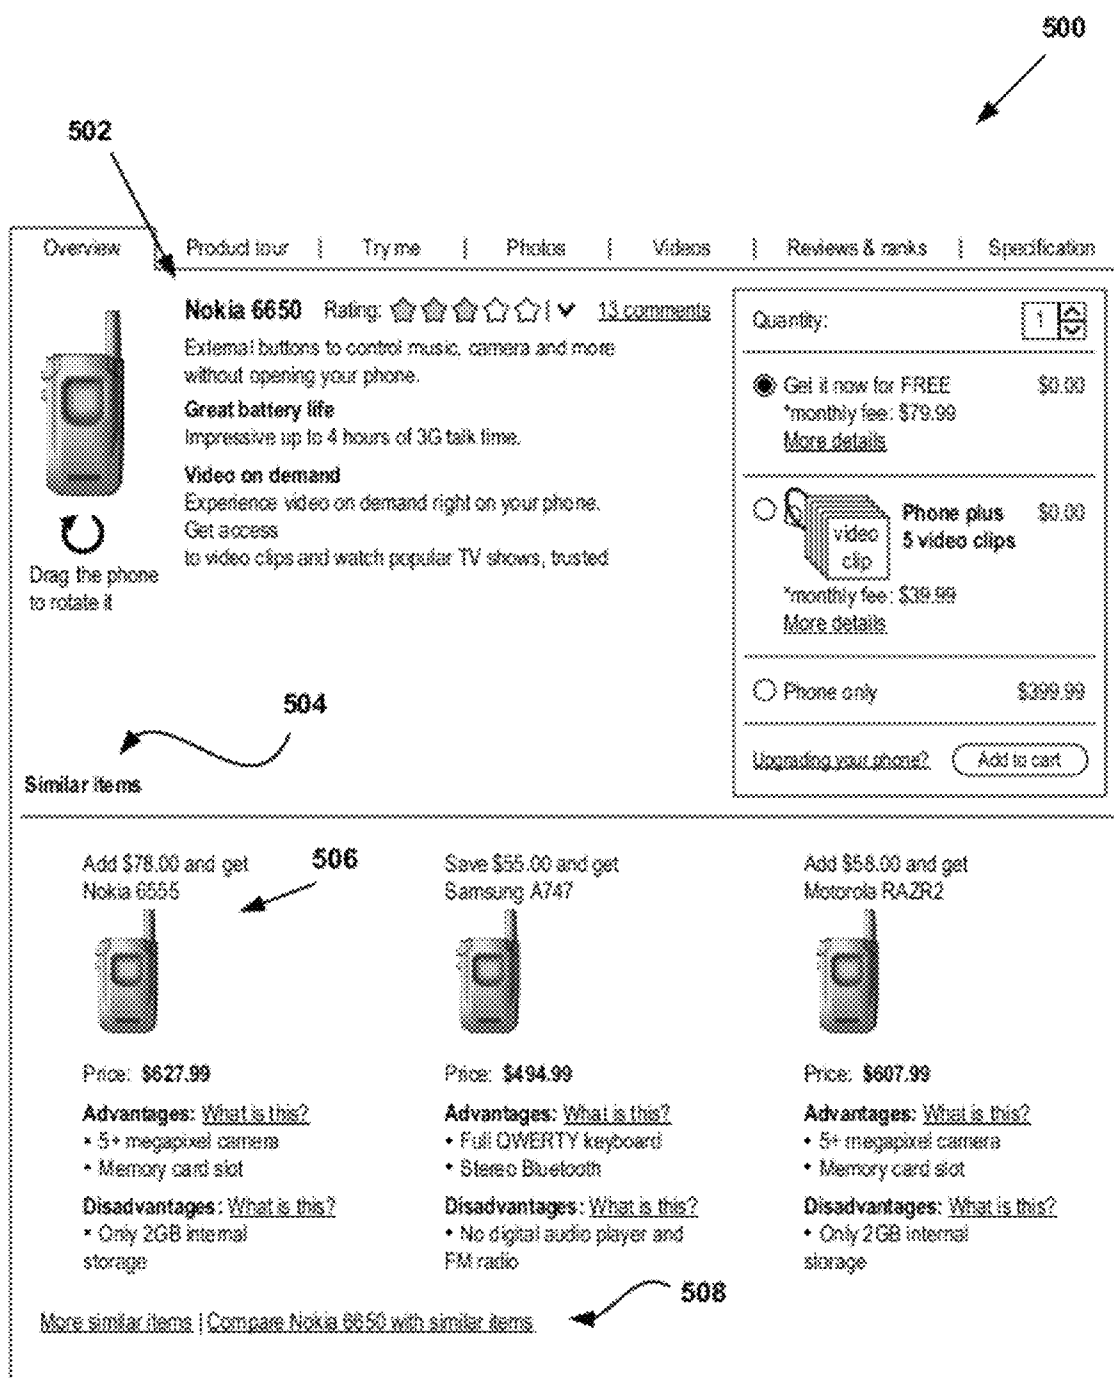 500
502
Overview
Product tour | Try me | Photos | Videos | Reviews & ranks | Specification
Nokia 6650 Rating: 13 comments
External buttons to control music, camera and more
without opening your phone.
Great battery life
Impressive up to 4 hours of 3G talk time.
Video on demand
Experience video on demand right on your phone.
Get access
to video clips and watch popular TV shows, trusted
Drag the phone
to rotate it
Quantity: 1
Get it now for FREE $0.00
*monthly fee: $79.99
More details
video
clip
Phone plus $0.00
5 video clips
*monthly fee: $39.99
More details
Phone only $399.99
Upgrading your phone? Add to cart
504
Similar items
506
Add $78.00 and get
Nokia 6555
Price: $627.99
Advantages: What is this?
• 5+ megapixel camera
• Memory card slot
Disadvantages: What is this?
• Only 2GB internal
storage
Save $55.00 and get
Samsung A747
Price: $494.99
Advantages: What is this?
• Full QWERTY keyboard
• Stereo Bluetooth
Disadvantages: What is this?
• No digital audio player and
FM radio
Add $58.00 and get
Motorola RAZR2
Price: $607.99
Advantages: What is this?
• 5+ megapixel camera
• Memory card slot
Disadvantages: What is this?
• Only 2GB internal
storage
508
More similar items | Compare Nokia 6650 with similar items